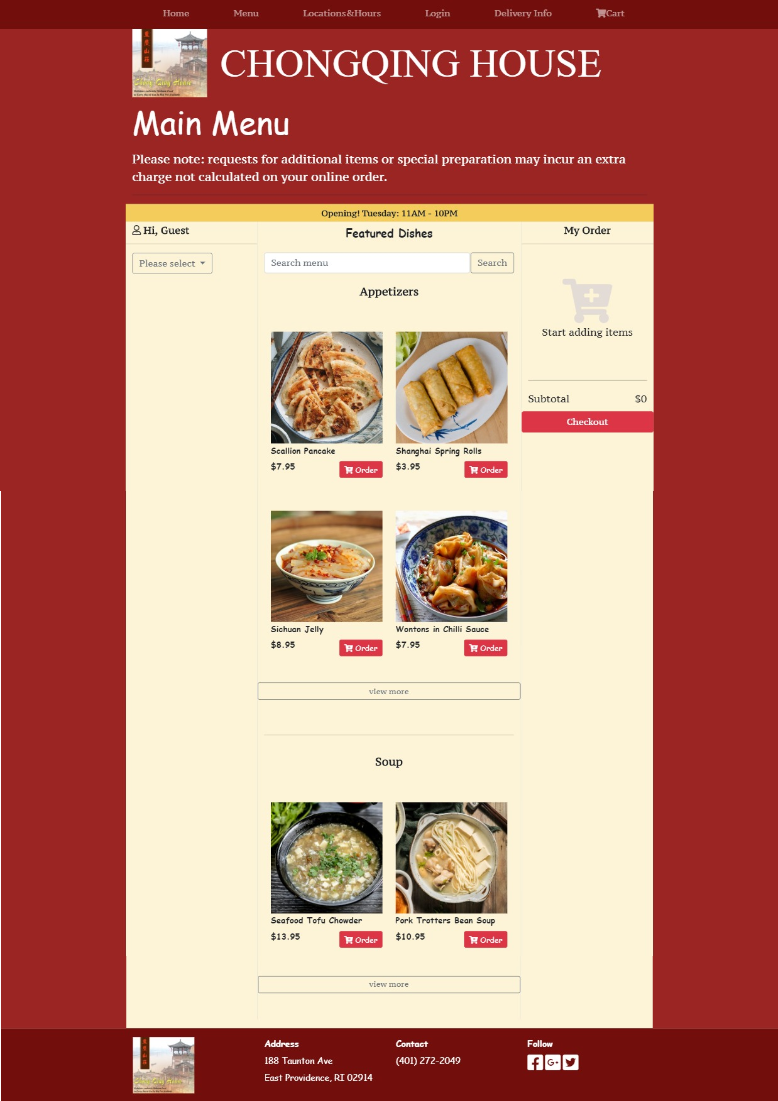 Home Menu Locations&Hours Login Delivery Info Cart
CHONGQING HOUSE
Main Menu
Please note: requests for additional items or special preparation may incur an extra
charge not calculated on your online order.
Opening! Tuesday: 11AM - 10PM
Hi, Guest
Please select
Featured Dishes
Search menu Search
Appetizers
Scallion Pancake
$7.95 Order
Shanghai Spring Rolls
$3.95 Order
Sichuan Jelly
$8.95 Order
Wontons in Chilli Sauce
$7.95 Order
view more
Soup
Seafood Tofu Chowder
$13.95 Order
Pork Trotters Bean Soup
$10.95 Order
view more
My Order
Start adding items
Subtotal $0
Checkout
Address
188 Taunton Ave
East Providence, RI 02914
Contact
(401) 272-2049
Follow